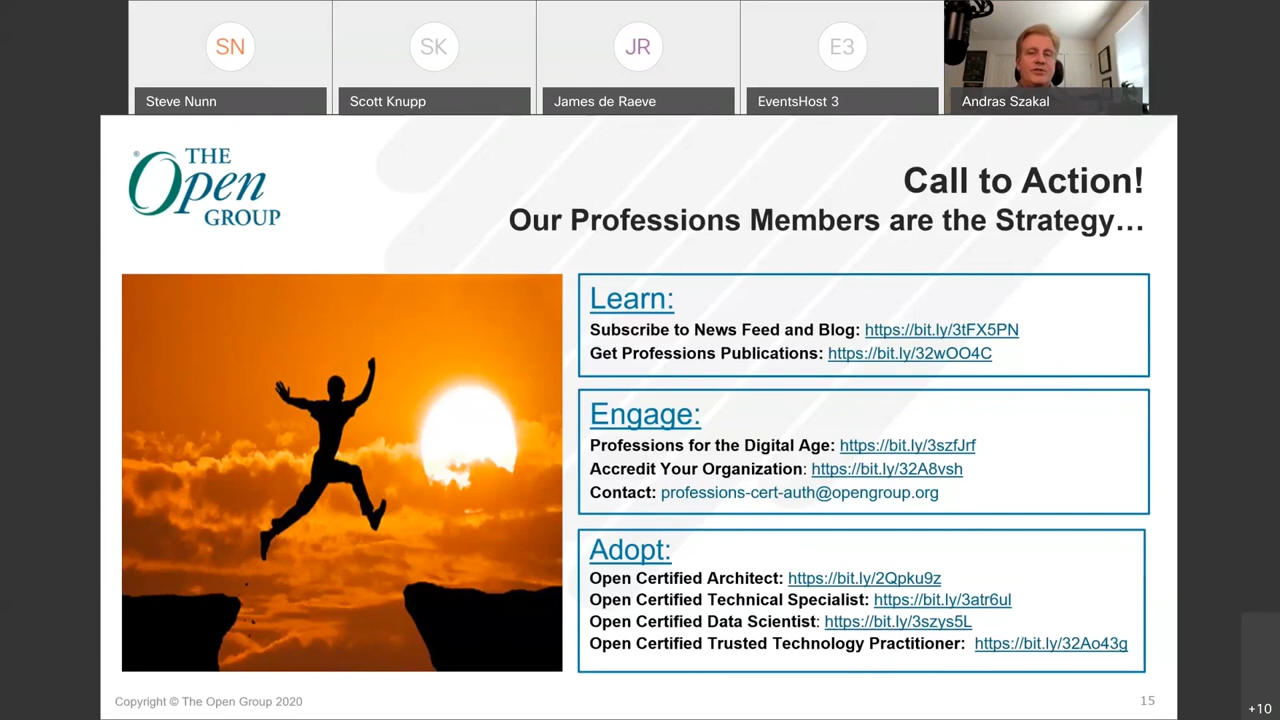 SN
SK
JR
E3
Steve Nunn
Scott Knupp
James de Raeve
EventsHost 3
Andras Szakal
® THE
Open
GROUP
Call to Action!
Our Professions Members are the Strategy…
Learn:
Subscribe to News Feed and Blog: https://bit.ly/3tFX5PN
Get Professions Publications: https://bit.ly/32wOO4C
Engage:
Professions for the Digital Age: https://bit.ly/3szfJrf
Accredit Your Organization: https://bit.ly/32A8vsh
Contact: professions-cert-auth@opengroup.org
Adopt:
Open Certified Architect: https://bit.ly/2Qpku9z
Open Certified Technical Specialist: https://bit.ly/3atr6ul
Open Certified Data Scientist: https://bit.ly/3szys5L
Open Certified Trusted Technology Practitioner: https://bit.ly/32Ao43g
Copyright © The Open Group 2020
15
+10